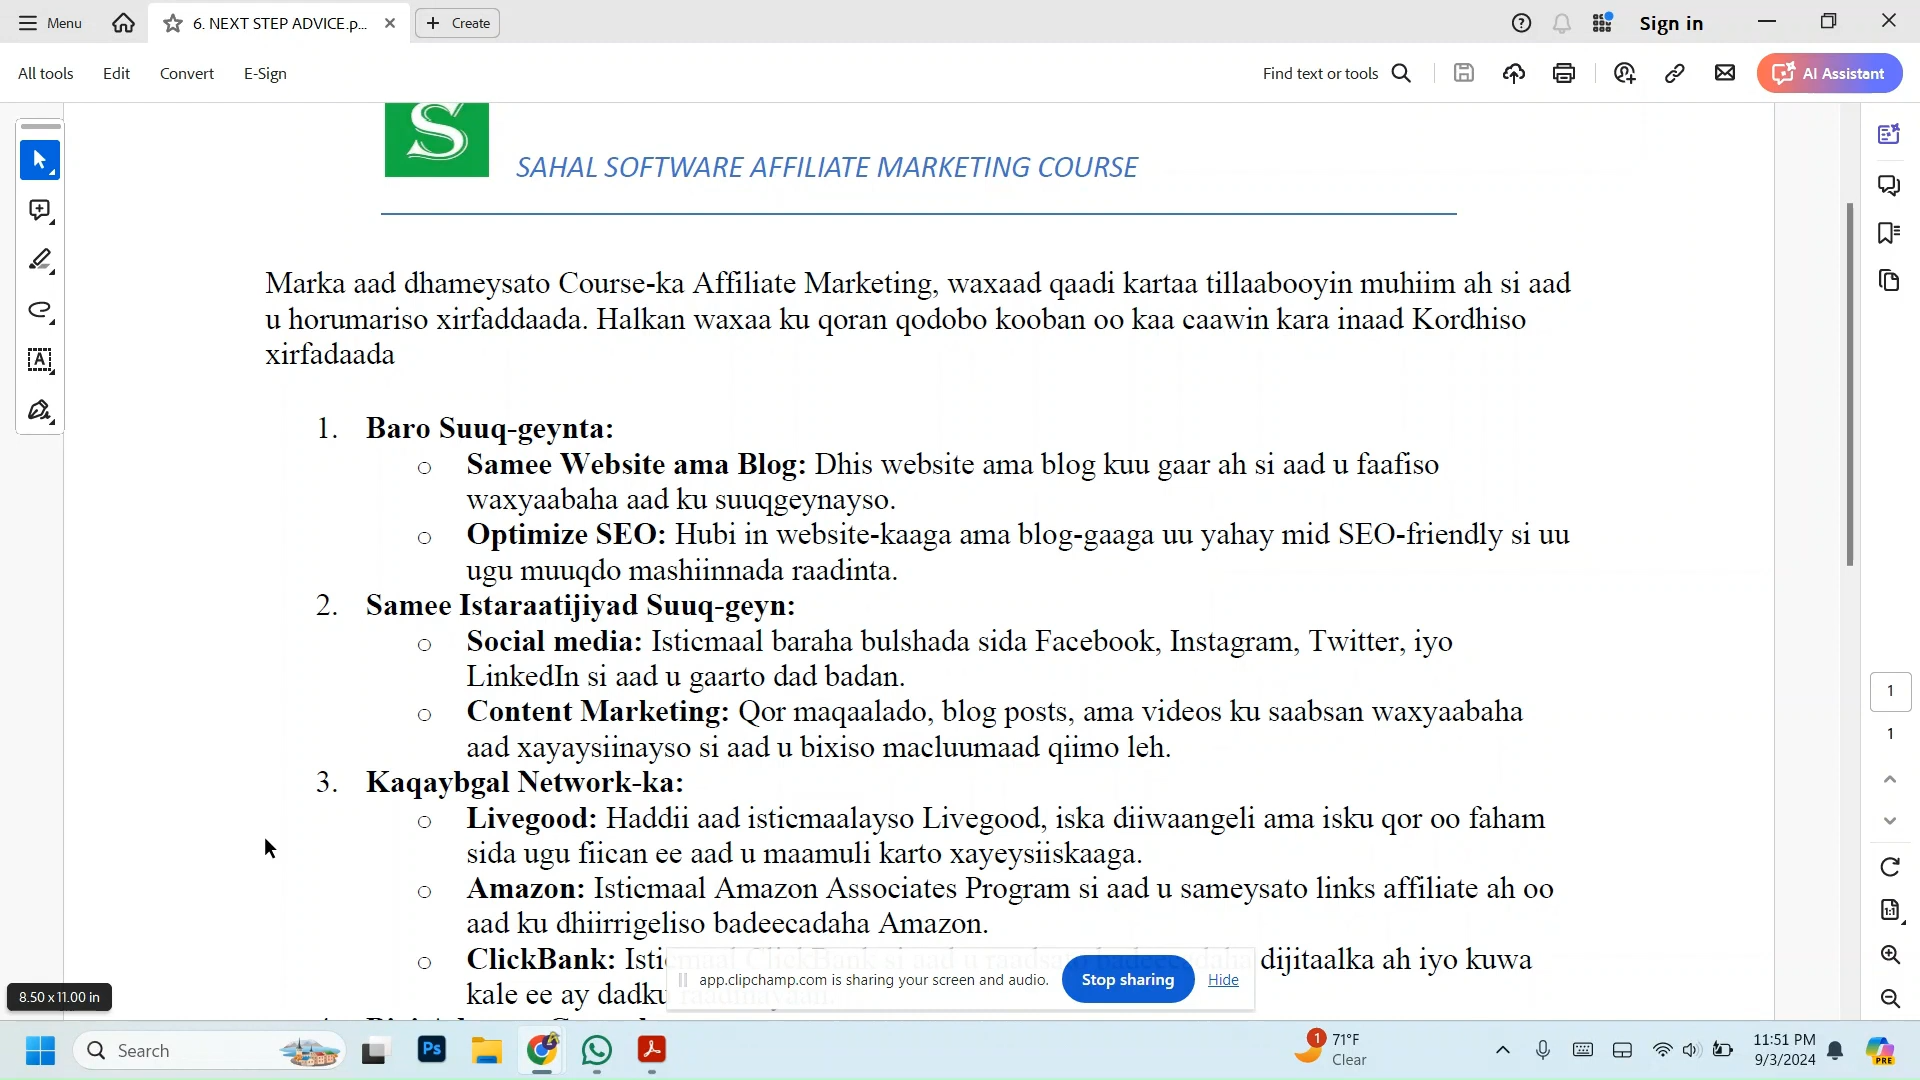 Menu
6. NEXT STEP ADVICE.p...
Create
Sign in
All tools
Edit
Convert
E-Sign
Find text or tools
AI Assistant
S
SAHAL SOFTWARE AFFILIATE MARKETING COURSE
Marka aad dhameysato Course-ka Affiliate Marketing, waxaad qaadi kartaa tillaabooyin muhiim ah si aad
u horumariso xirfaddaada. Halkan waxaa ku qoran qodobo kooban oo kaa caawin kara inaad Kordhiso
xirfadaada
1. Baro Suuq-geynta:
o Samee Website ama Blog: Dhis website ama blog kuu gaar ah si aad u faafiso
waxyaabaha aad ku suuqgeynayso.
o Optimize SEO: Hubi in website-kaaga ama blog-gaaga uu yahay mid SEO-friendly si uu
ugu muuqdo mashiinnada raadinta.
2. Samee Istaraatijiyad Suuq-geyn:
o Social media: Isticmaal baraha bulshada sida Facebook, Instagram, Twitter, iyo
LinkedIn si aad u gaarto dad badan.
o Content Marketing: Qor maqaalado, blog posts, ama videos ku saabsan waxyaabaha
aad xayaysiinayso si aad u bixiso macluumaad qiimo leh.
3. Kaqaybgal Network-ka:
o Livegood: Haddii aad isticmaalayso Livegood, iska diiwaangeli ama isku qor oo faham
sida ugu fiican ee aad u maamuli karto xayeysiiskaaga.
o Amazon: Isticmaal Amazon Associates Program si aad u sameysato links affiliate ah oo
aad ku dhiirrigeliso badeecadaha Amazon.
o ClickBank: Isticmaal ClickBank si aad u raadsato badeecadaha dijitaalka ah iyo kuwa
kale ee ay dadku
app.clipchamp.com is sharing your screen and audio.
Stop sharing
Hide
1
1
8.50 x 11.00 in
Search
Ps
1
71°F
Clear
11:51 PM
9/3/2024
PRE